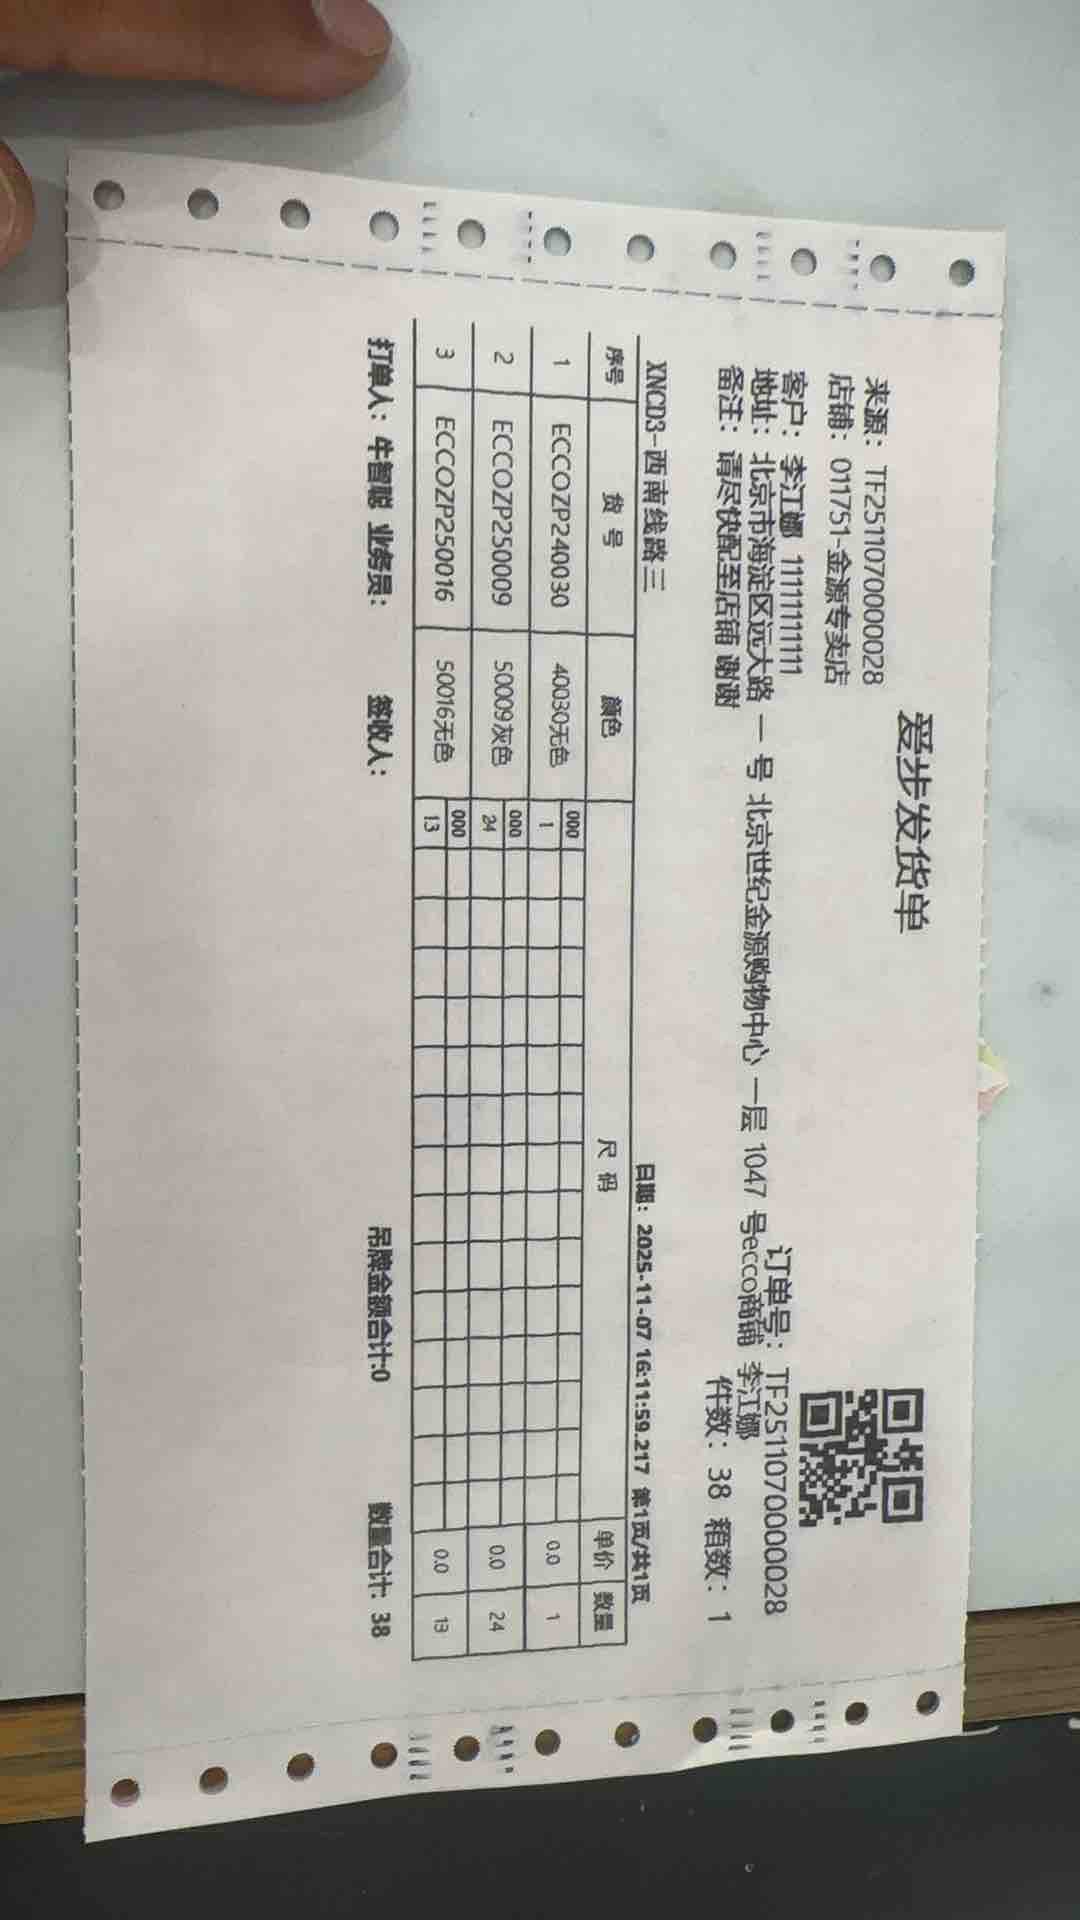 爱步发货单
来源：TF251107000028
店铺：011751-金源专卖店
订单号：TF251107000028
客户：李江娜 11111111111
地址：北京市海淀区远大路 一 号 北京世纪金源购物中心 一层 1047 号ecco商铺 李江娜
备注：请尽快配至店铺 谢谢
件数：38 箱数：1
XNCD3-西南线路三
日期：2025-11-07 16:11:59.217 第1页/共1页
序号 货 号 颜色 尺 码 单价 数量
000
1 ECCOZP240030 40030无色 1 0.0 1
000
2 ECCOZP250009 50009灰色 24 0.0 24
000
3 ECCOZP250016 50016无色 13 0.0 13
打单人：牛智聪 业务员： 签收人： 吊牌金额合计:0 数量合计: 38